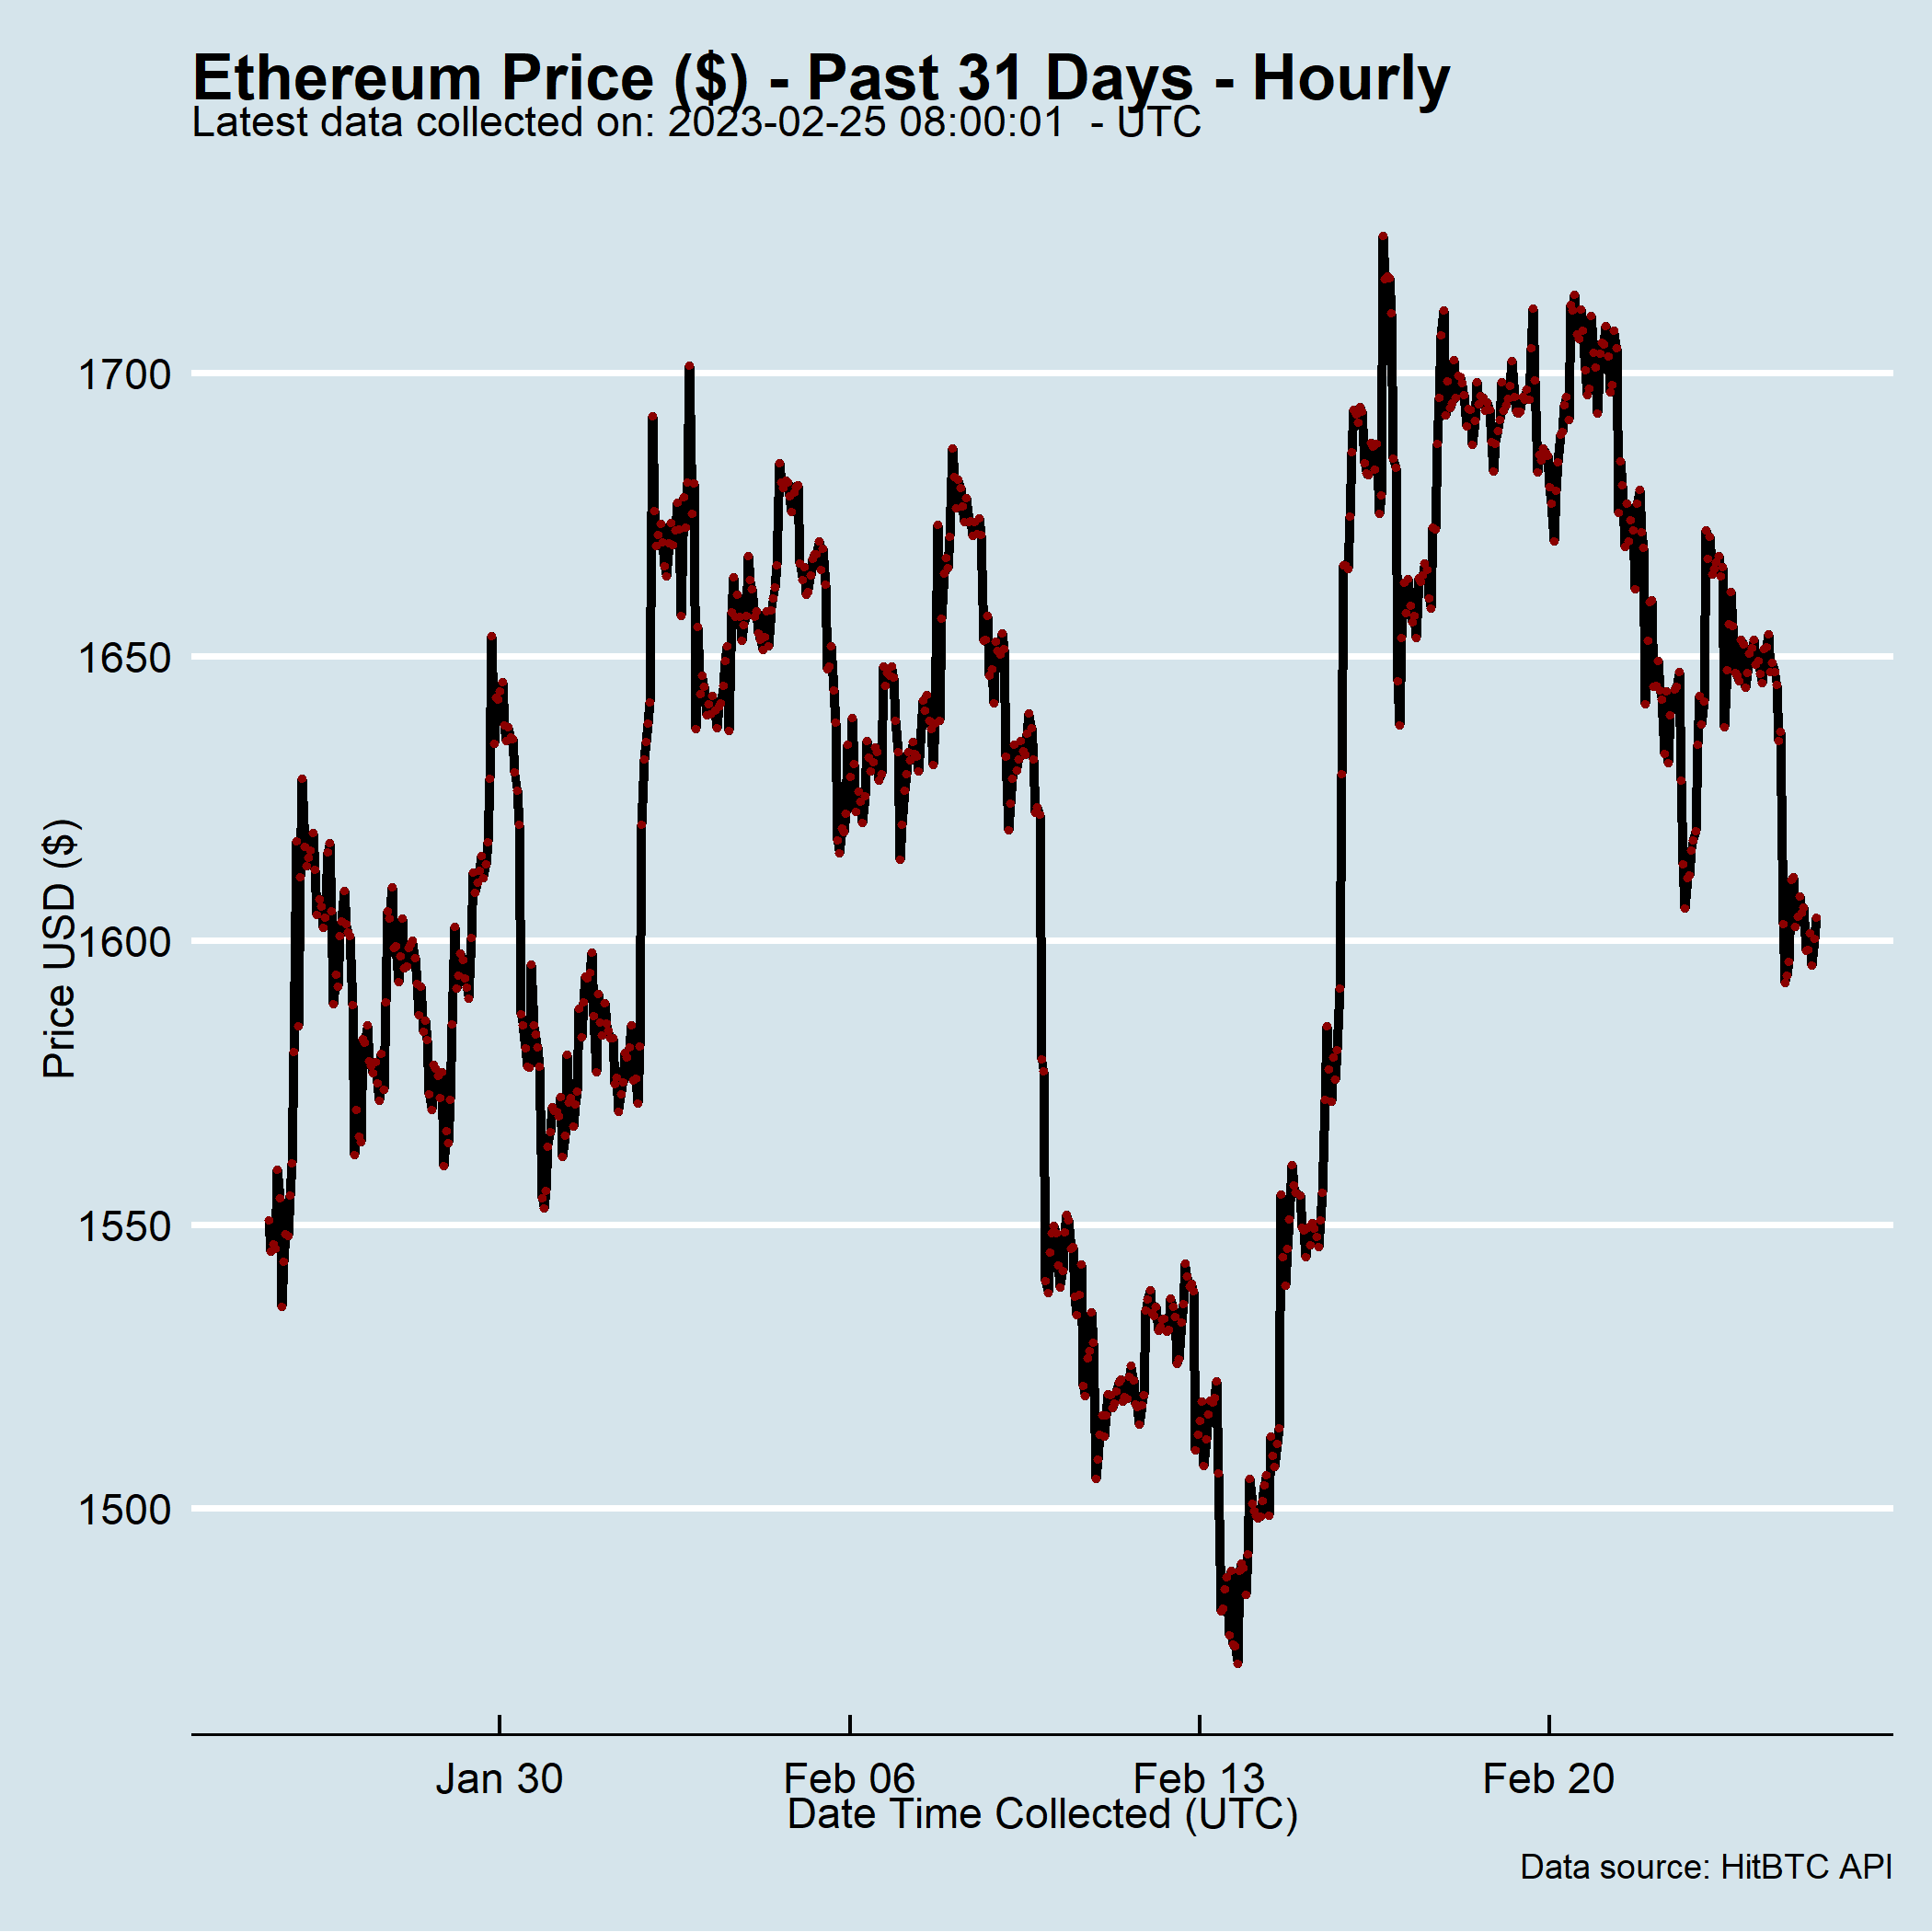 Ethereum Price ($) - Past 31 Days - Hourly
Latest data collected on: 2023-02-25 08:00:01  - UTC
Price USD ($)
1700
1650
1600
1550
1500
Jan 30 Feb 06 Feb 13 Feb 20
Date Time Collected (UTC)
Data source: HitBTC API